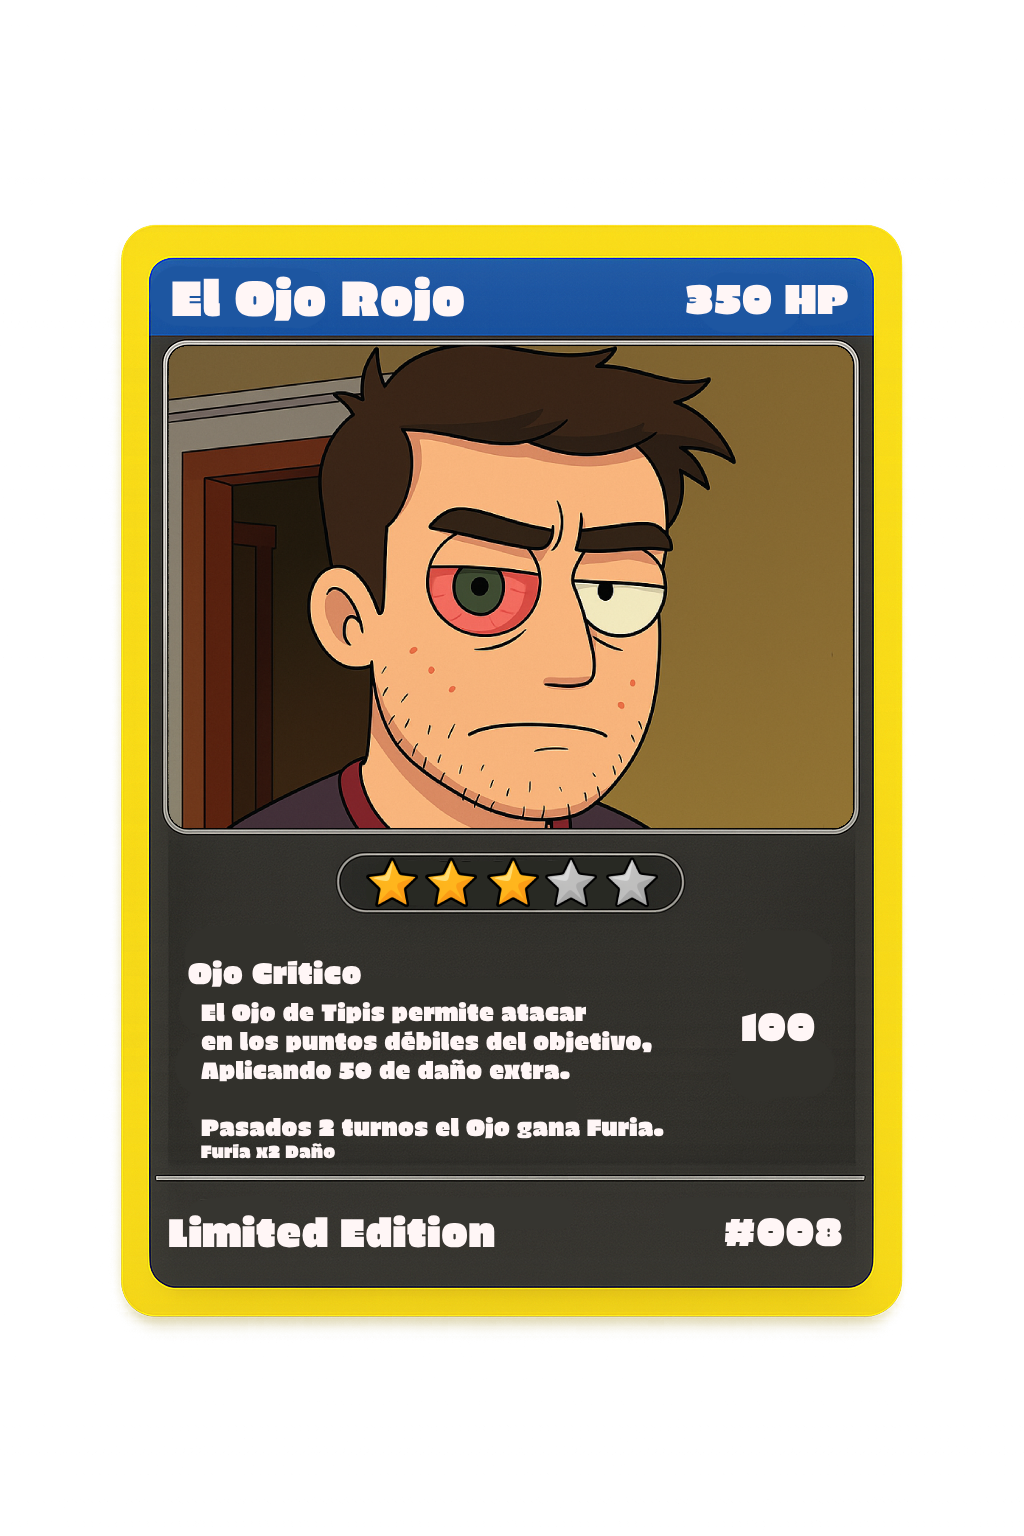 El Ojo Rojo 350 HP
Ojo Crítico
El Ojo de Tipis permite atacar
en los puntos débiles del objetivo, 100
Aplicando 50 de daño extra.
Pasados 2 turnos el Ojo gana Furia.
Furia x2 Daño
Limited Edition #008